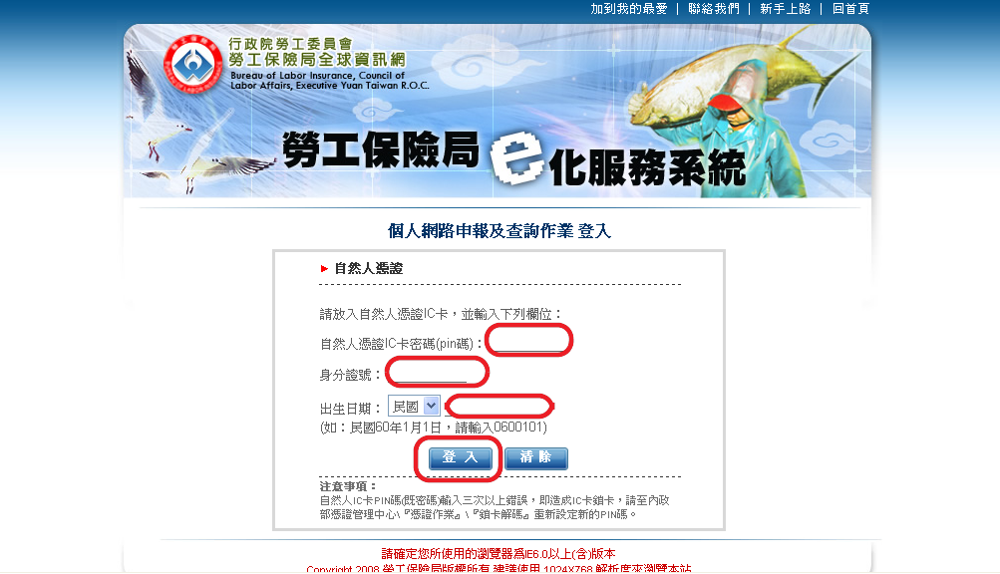 加到我的最愛 | 聯絡我們 | 新手上路 | 回首頁
行政院勞工委員會
勞工保險局全球資訊網
Bureau of Labor Insurance, Council of
Labor Affairs, Executive Yuan Taiwan R.O.C.
勞工保險局e化服務系統
個人網路申報及查詢作業 登入
自然人憑證
請放入自然人憑證IC卡，並輸入下列欄位：
自然人憑證IC卡密碼(pin碼)：
身分證號：
出生日期： 民國
(如：民國60年1月1日，請輸入0600101)
登 入 清 除
注意事項：
自然人IC卡PIN碼(既密碼)輸入三次以上錯誤，即造成IC卡鎖卡，請至內政
部憑證管理中心\『憑證作業』\『鎖卡解碼』重新設定新的PIN碼。
請確定您所使用的瀏覽器為IE6.0以上(含)版本
Copyright 2008 勞工保險局版權所有 建議使用 1024X768 解析度來瀏覽本站